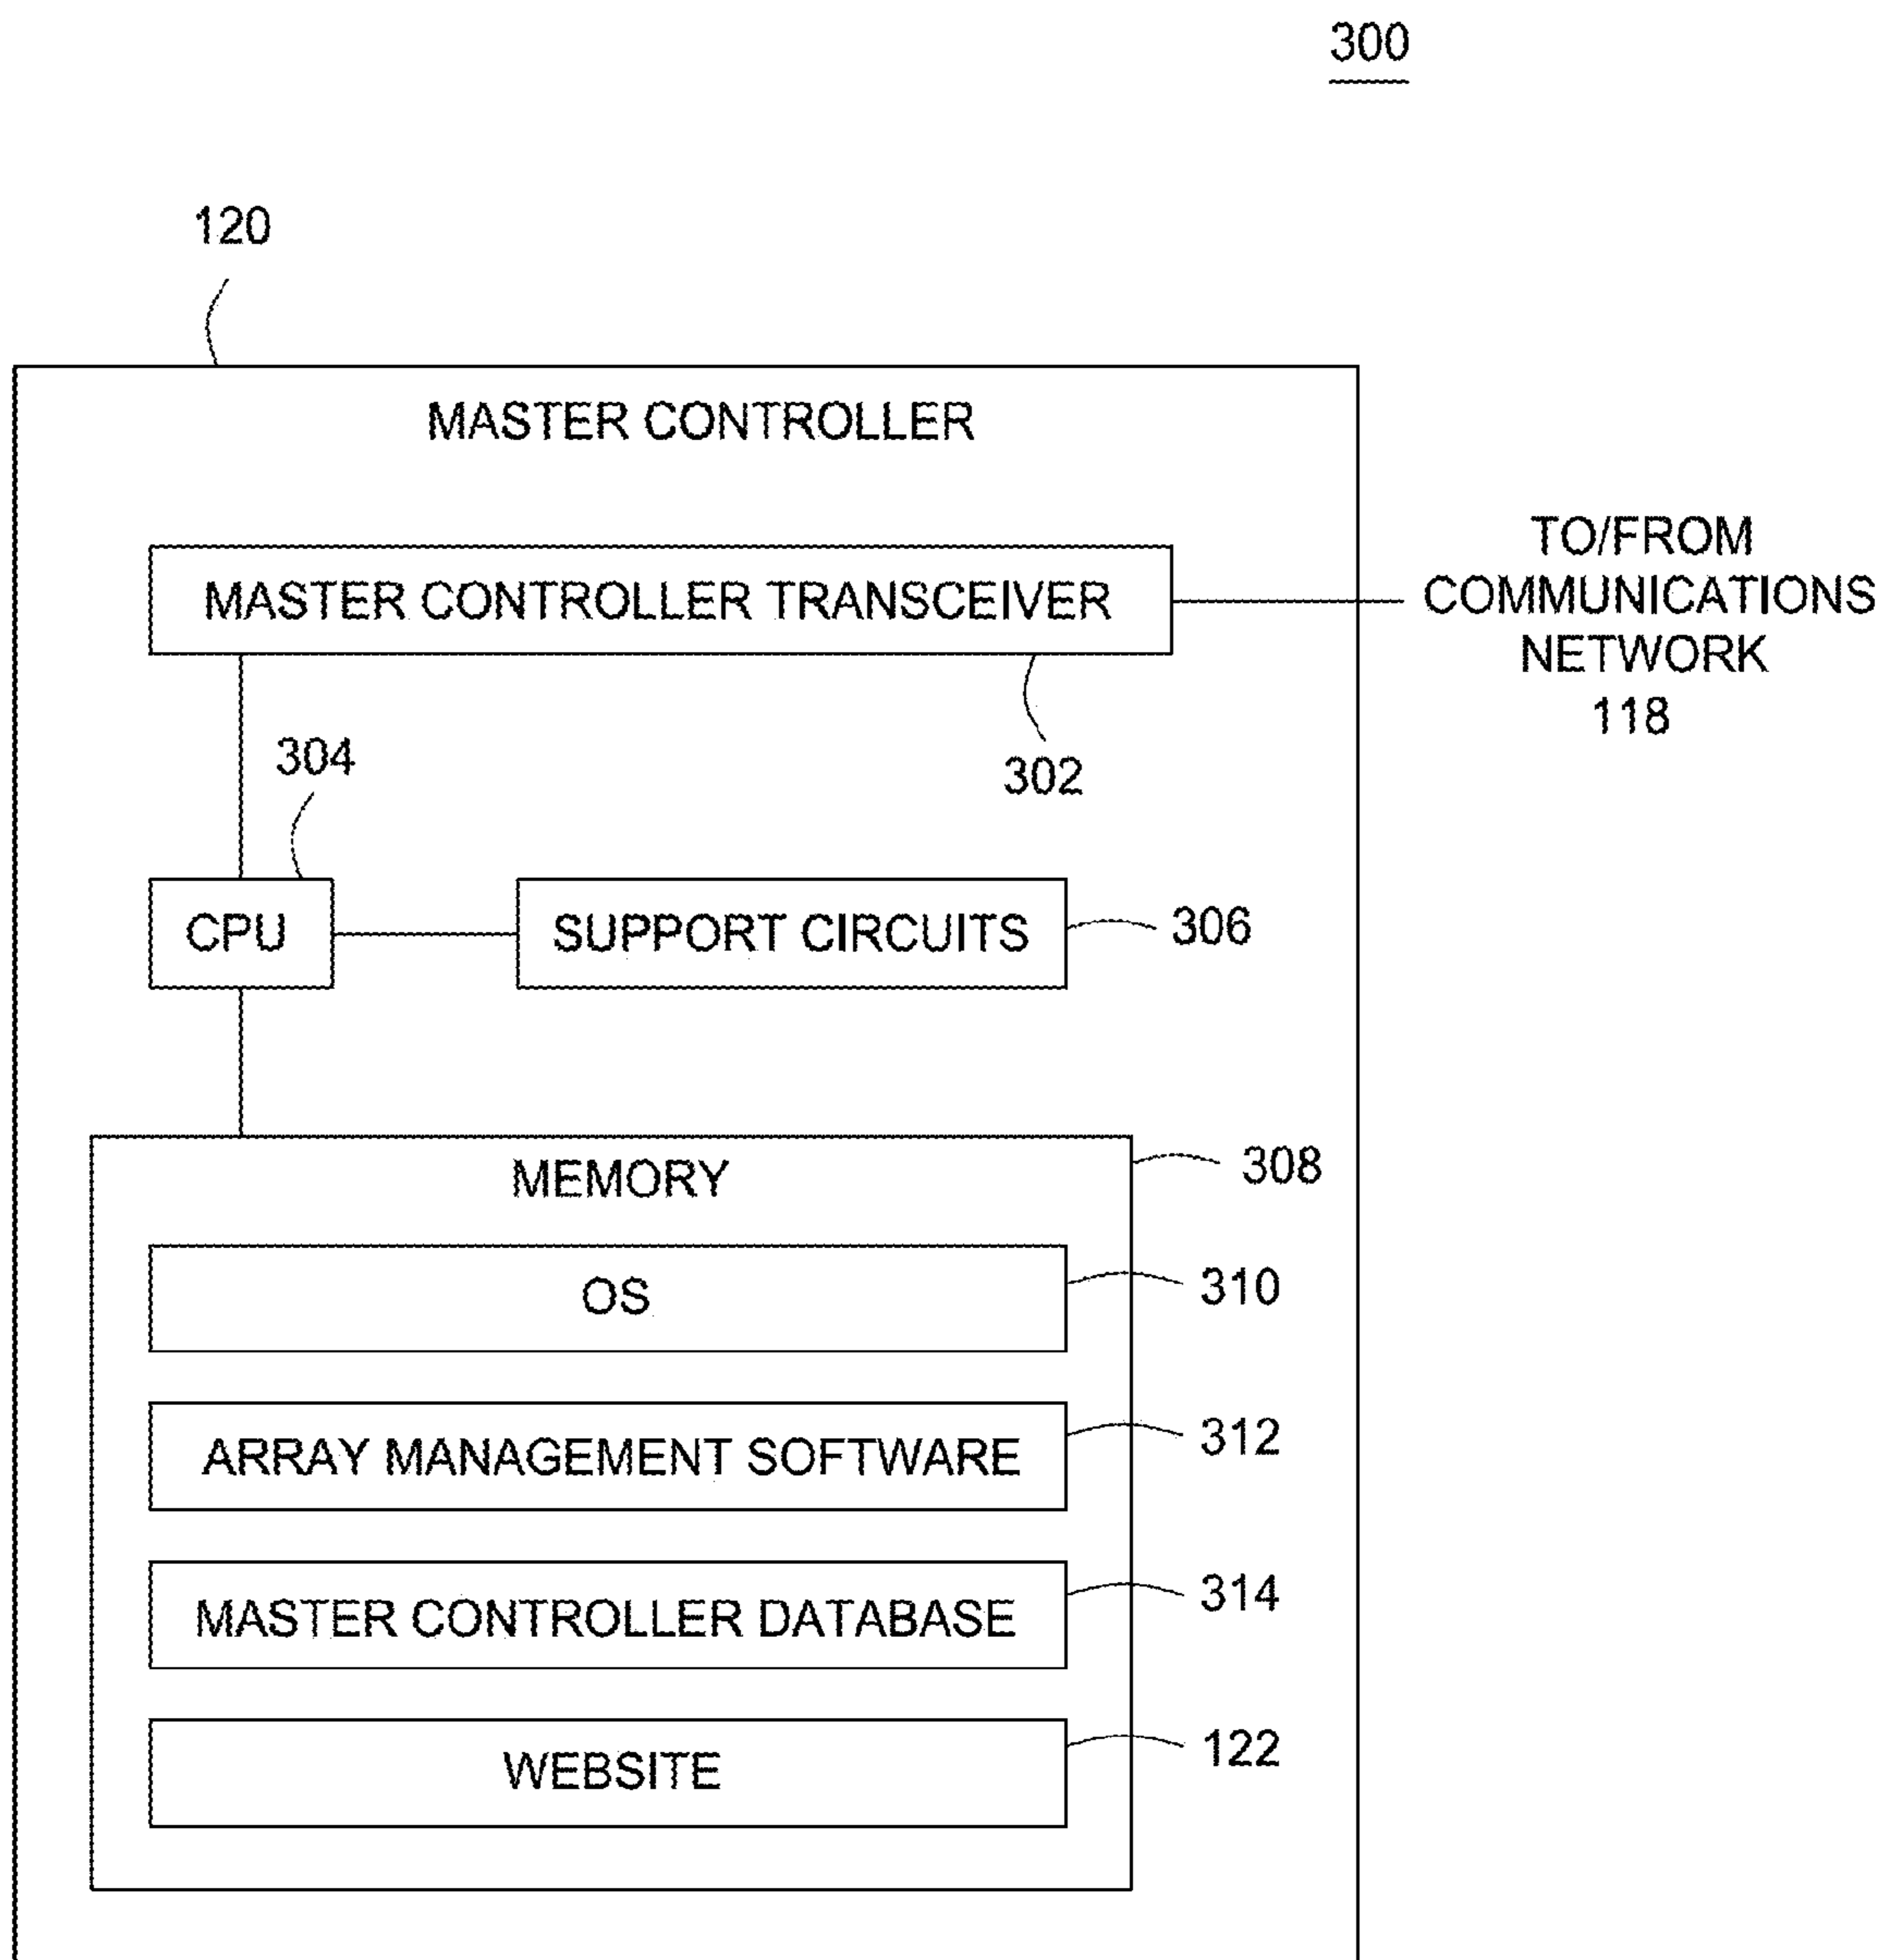 300
120
MASTER CONTROLLER
MASTER CONTROLLER TRANSCEIVER
TO/FROM
COMMUNICATIONS
NETWORK
118
302
304
CPU
SUPPORT CIRCUITS
306
MEMORY
308
OS
310
ARRAY MANAGEMENT SOFTWARE
312
MASTER CONTROLLER DATABASE
314
WEBSITE
122